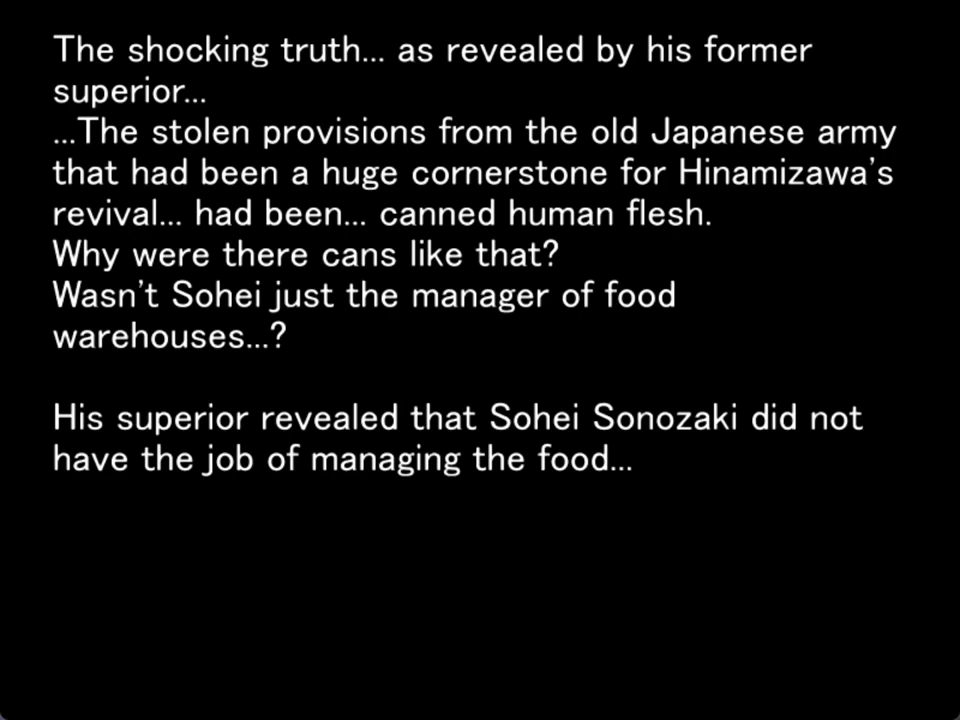 The shocking truth... as revealed by his former
superior...
...The stolen provisions from the old Japanese army
that had been a huge cornerstone for Hinamizawa's
revival... had been... canned human flesh.
Why were there cans like that?
Wasn't Sohei just the manager of food
warehouses...?
His superior revealed that Sohei Sonozaki did not
have the job of managing the food...